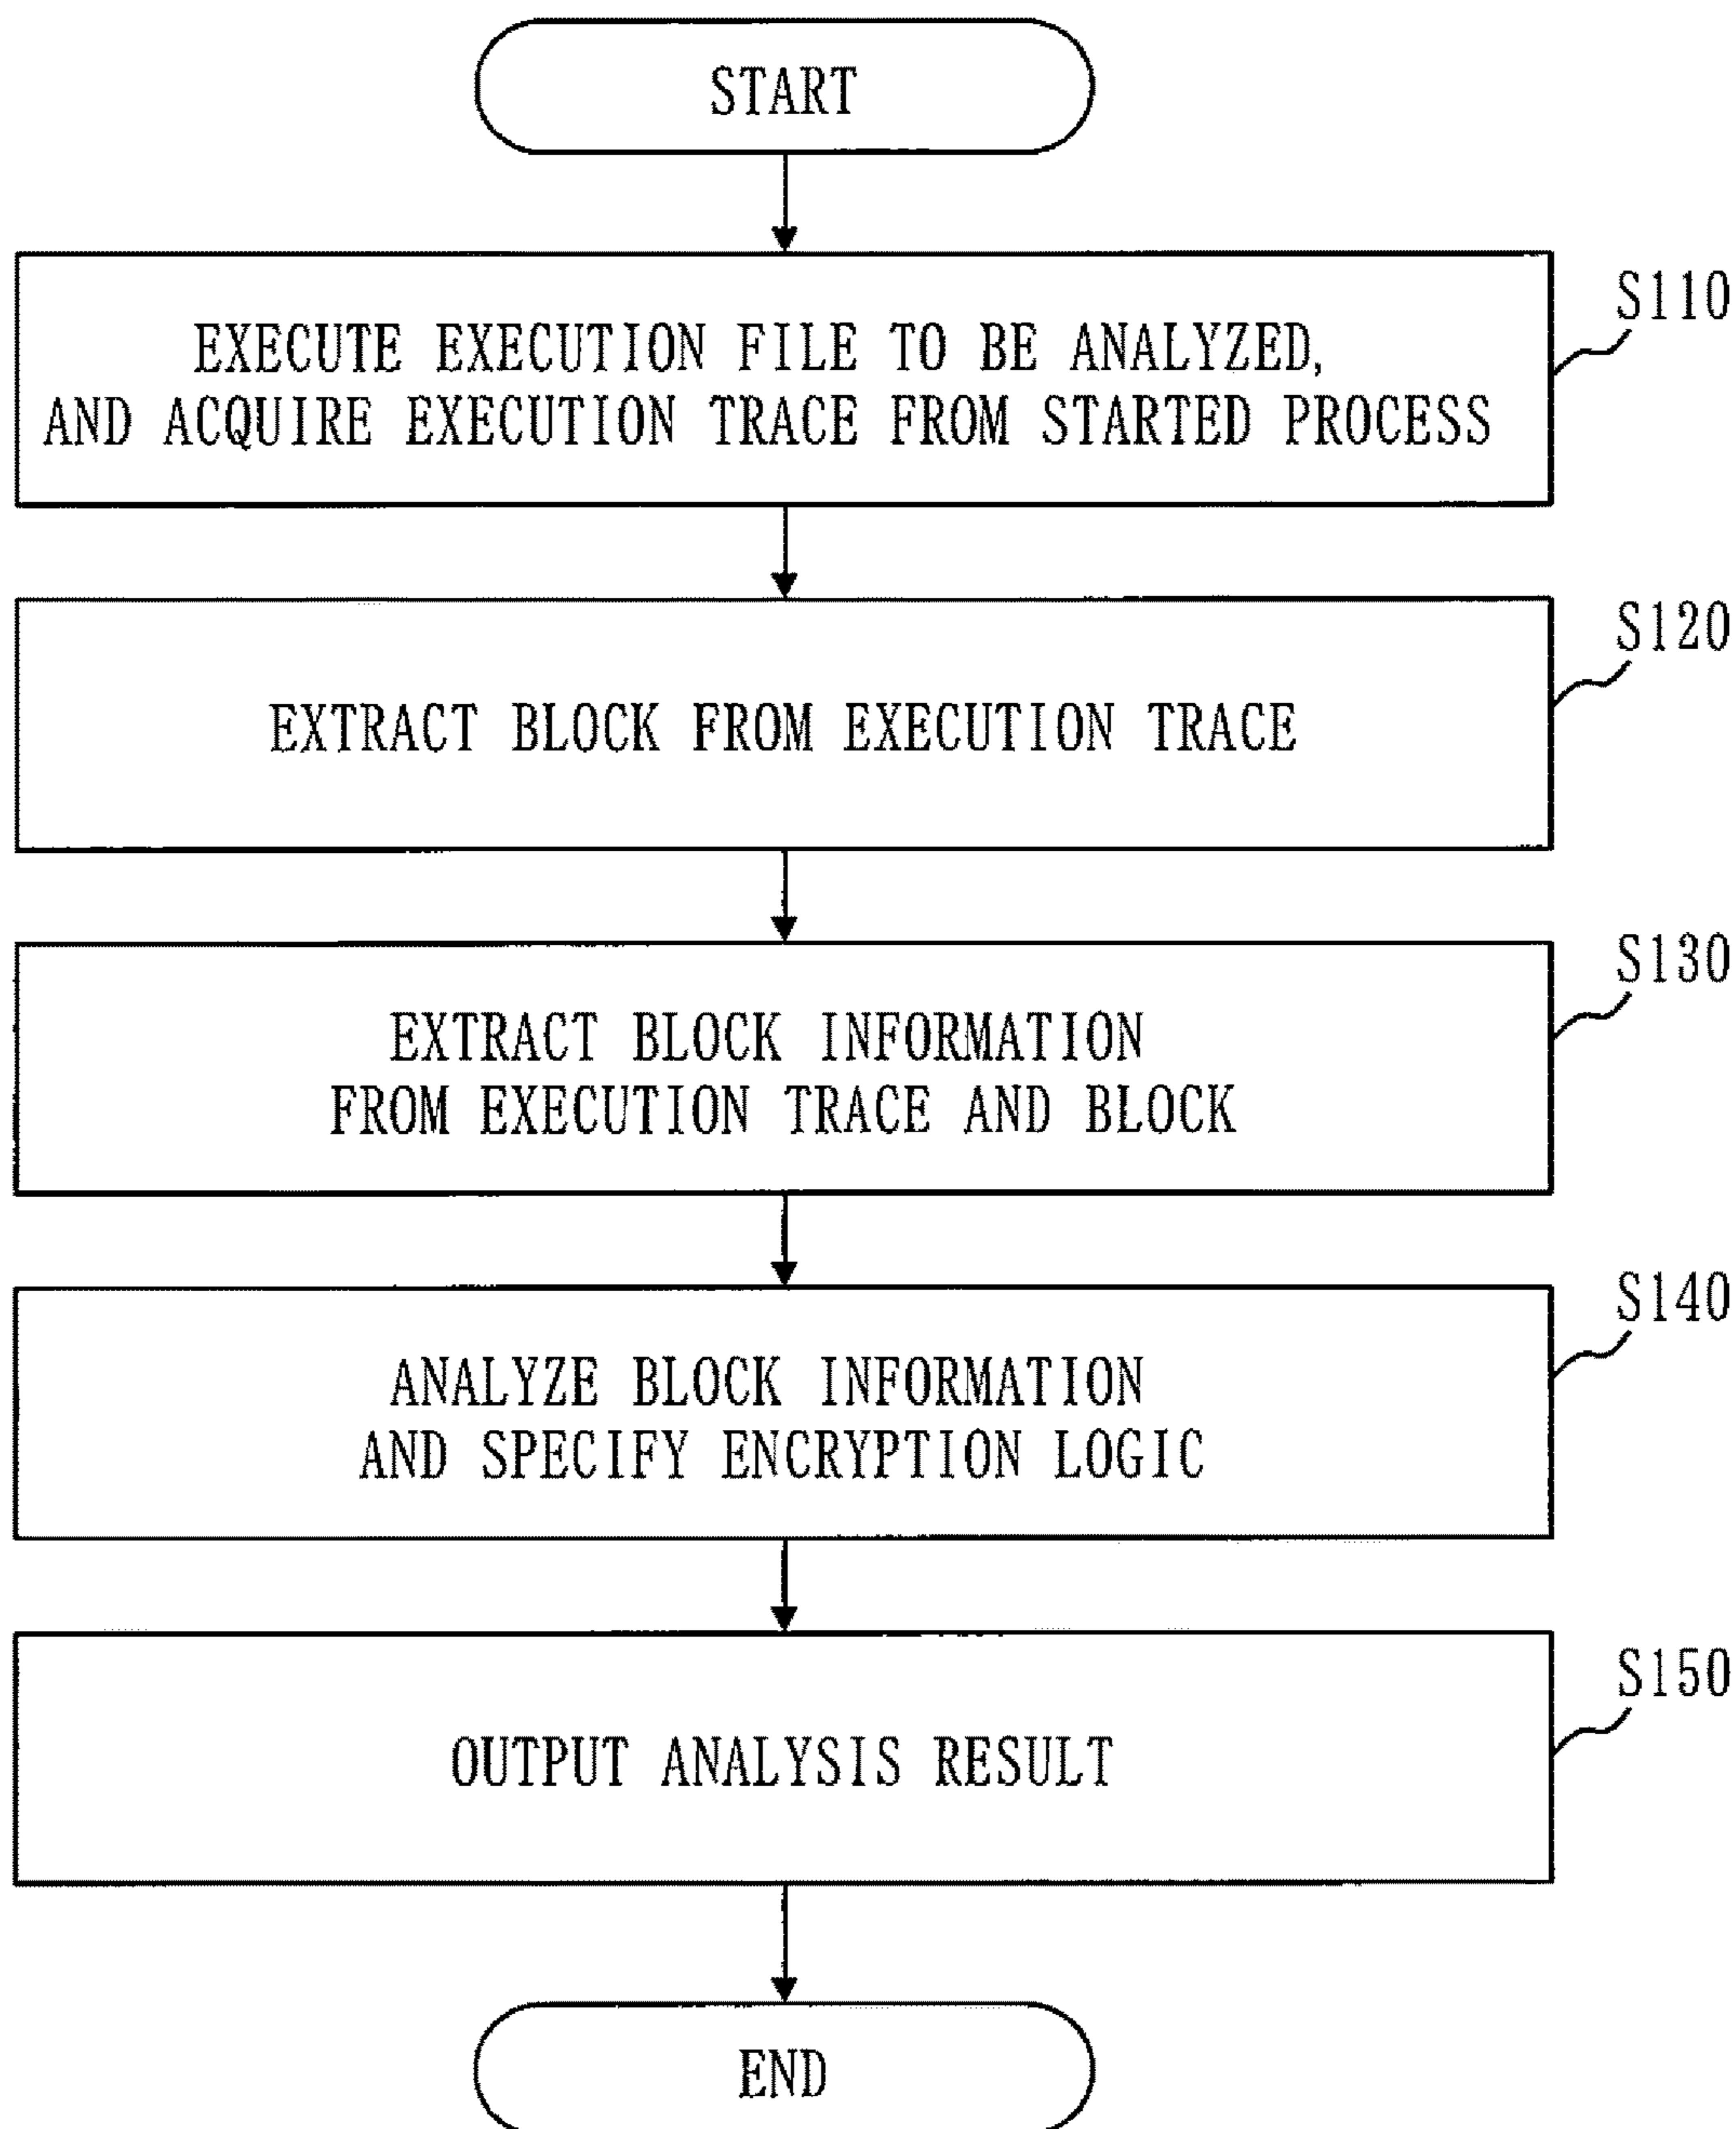 START
S110
EXECUTE EXECUTION FILE TO BE ANALYZED,
AND ACQUIRE EXECUTION TRACE FROM STARTED PROCESS
S120
EXTRACT BLOCK FROM EXECUTION TRACE
S130
EXTRACT BLOCK INFORMATION
FROM EXECUTION TRACE AND BLOCK
S140
ANALYZE BLOCK INFORMATION
AND SPECIFY ENCRYPTION LOGIC
S150
OUTPUT ANALYSIS RESULT
END